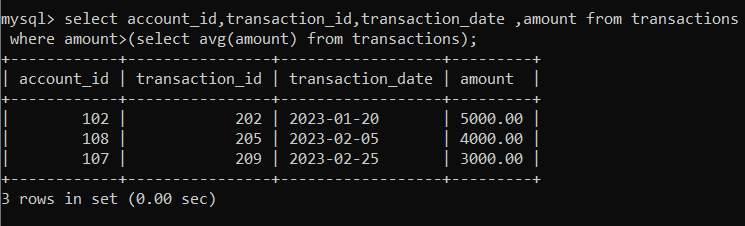 mysql> select account_id,transaction_id,transaction_date ,amount from transactions
 where amount>(select avg(amount) from transactions);
+------------+----------------+------------------+---------+
| account_id | transaction_id | transaction_date | amount  |
+------------+----------------+------------------+---------+
|        102 |            202 | 2023-01-20       | 5000.00 |
|        108 |            205 | 2023-02-05       | 4000.00 |
|        107 |            209 | 2023-02-25       | 3000.00 |
+------------+----------------+------------------+---------+
3 rows in set (0.00 sec)